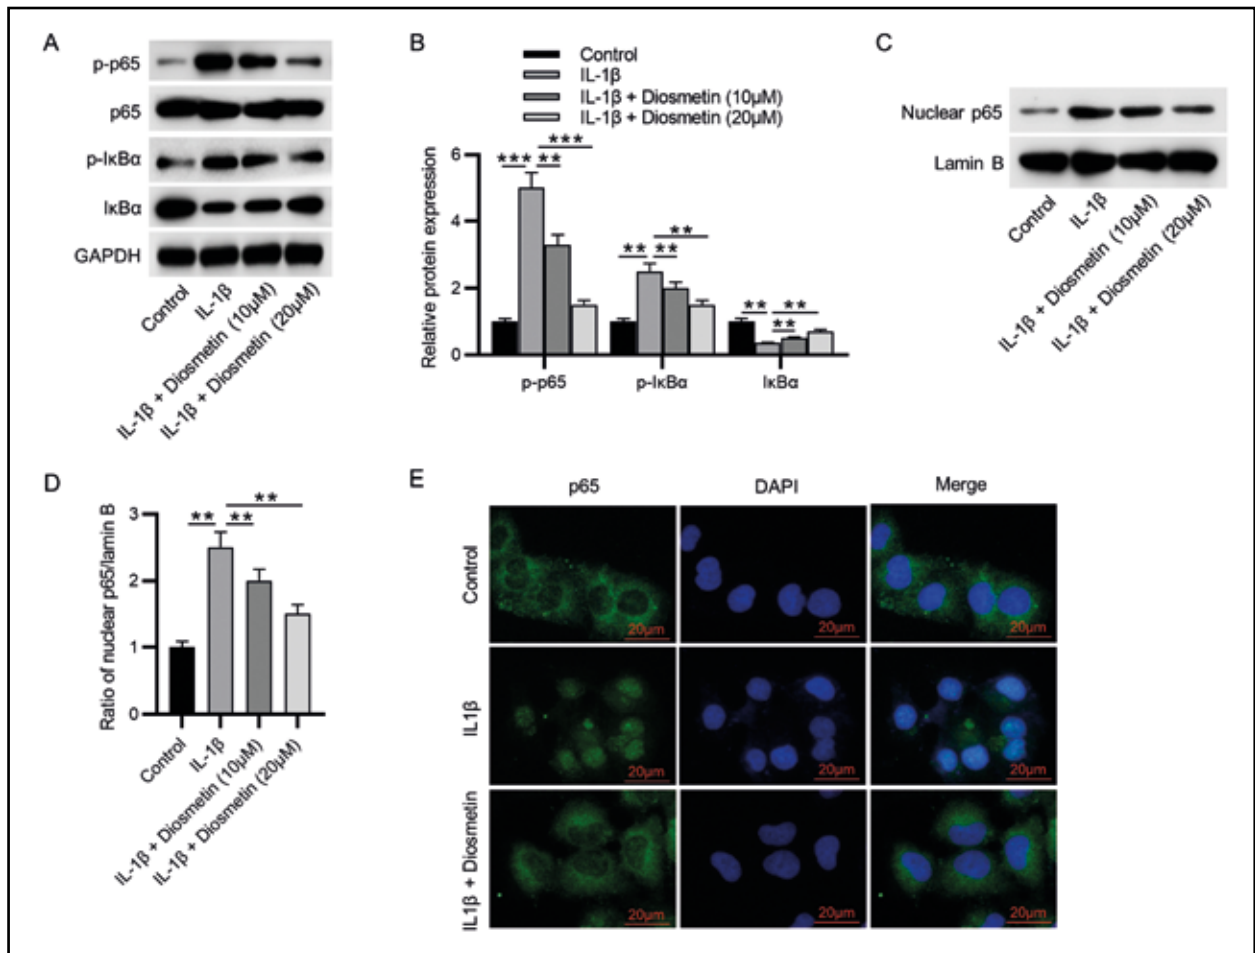 A
p-p65
p65
p-IκBα
IκBα
GAPDH
Control
IL-1β
IL-1β + Diosmetin (10μM)
IL-1β + Diosmetin (20μM)
B
Control
IL-1β
IL-1β + Diosmetin (10μM)
IL-1β + Diosmetin (20μM)
Relative protein expression
6
4
2
0
*** ** ***
** ** **
** ** **
p-p65 p-IκBα IκBα
C
Nuclear p65
Lamin B
Control
IL-1β
IL-1β + Diosmetin (10μM)
IL-1β + Diosmetin (20μM)
D
Ratio of nuclear p65/lamin B
3
2
1
0
** ** **
Control
IL-1β
IL-1β + Diosmetin (10μM)
IL-1β + Diosmetin (20μM)
E
p65 DAPI Merge
Control
20μm 20μm 20μm
IL1β
20μm 20μm 20μm
IL1β + Diosmetin
20μm 20μm 20μm